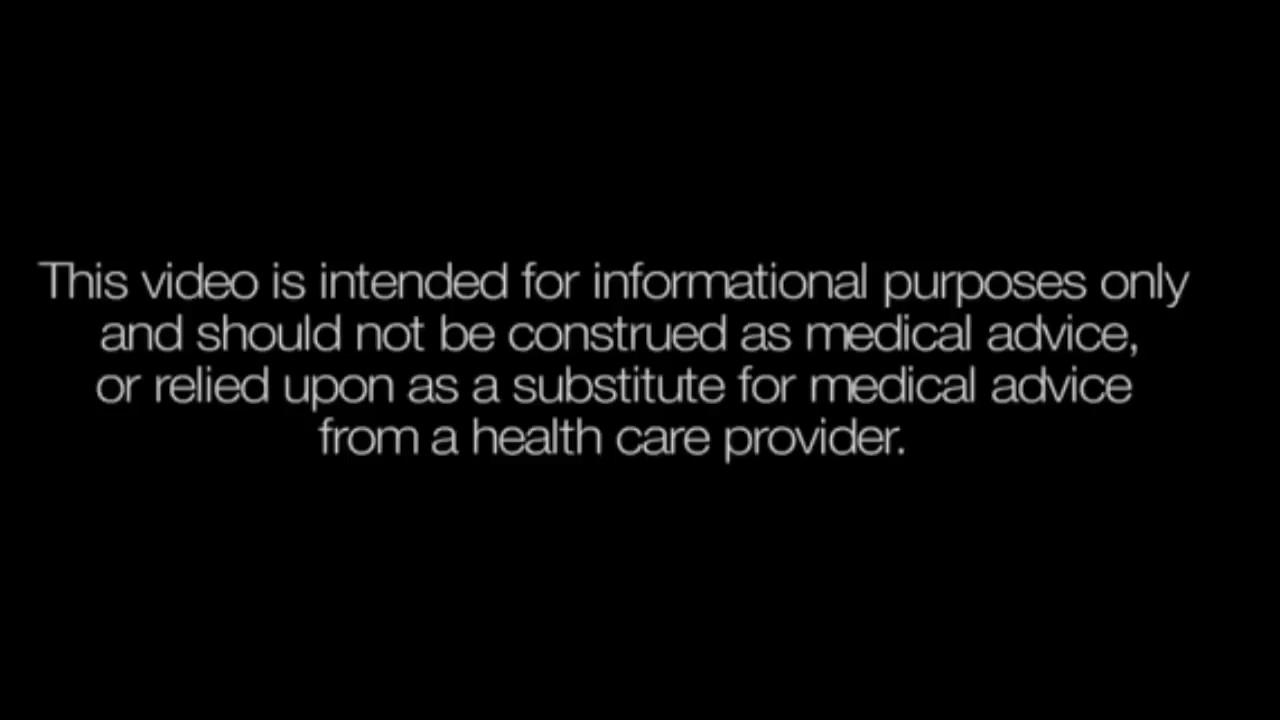 This video is intended for informational purposes only
and should not be construed as medical advice,
or relied upon as a substitute for medical advice
from a health care provider.